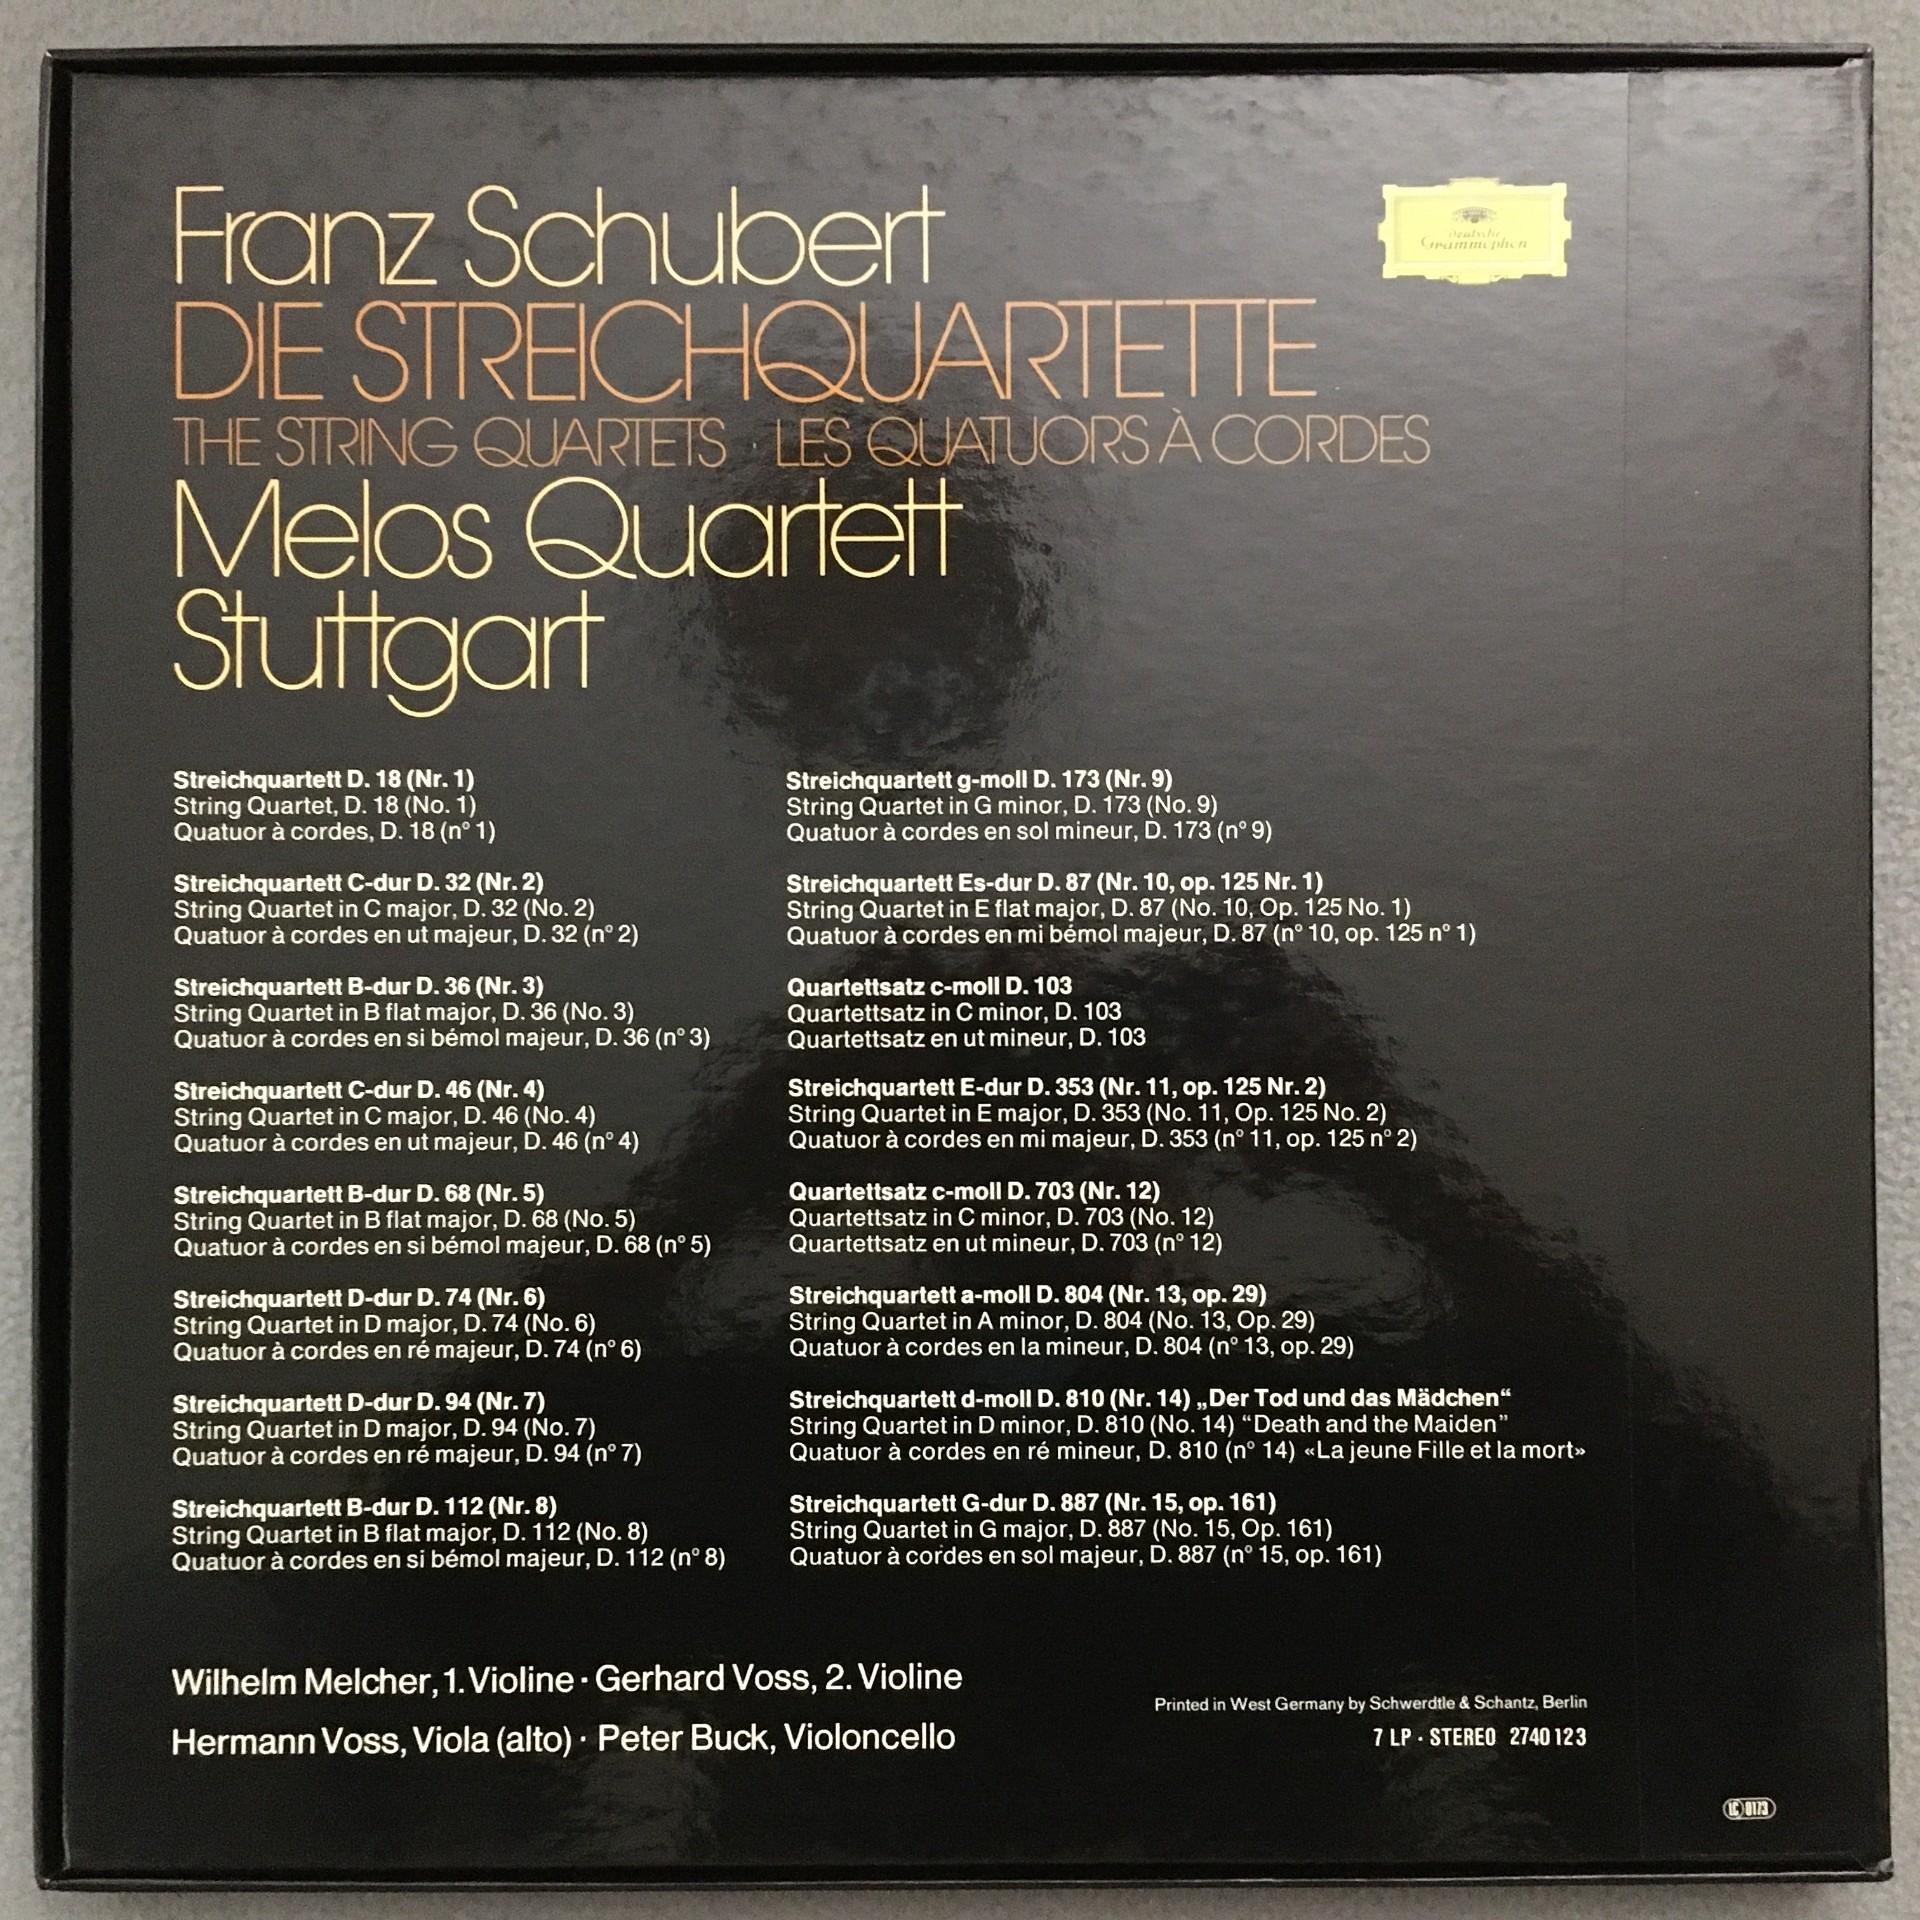 Franz Schubert
Deutsche
Grammophon
DIE STREICHQUARTETTE
THE STRING QUARTETS · LES QUATUORS À CORDES
Melos Quartett
Stuttgart
Streichquartett D. 18 (Nr. 1)
String Quartet, D. 18 (No. 1)
Quatuor à cordes, D. 18 (n° 1)
Streichquartett C-dur D. 32 (Nr. 2)
String Quartet in C major, D. 32 (No. 2)
Quatuor à cordes en ut majeur, D. 32 (n° 2)
Streichquartett B-dur D. 36 (Nr. 3)
String Quartet in B flat major, D. 36 (No. 3)
Quatuor à cordes en si bémol majeur, D. 36 (n° 3)
Streichquartett C-dur D. 46 (Nr. 4)
String Quartet in C major, D. 46 (No. 4)
Quatuor à cordes en ut majeur, D. 46 (n° 4)
Streichquartett B-dur D. 68 (Nr. 5)
String Quartet in B flat major, D. 68 (No. 5)
Quatuor à cordes en si bémol majeur, D. 68 (n° 5)
Streichquartett D-dur D. 74 (Nr. 6)
String Quartet in D major, D. 74 (No. 6)
Quatuor à cordes en ré majeur, D. 74 (n° 6)
Streichquartett D-dur D. 94 (Nr. 7)
String Quartet in D major, D. 94 (No. 7)
Quatuor à cordes en ré majeur, D. 94 (n° 7)
Streichquartett B-dur D. 112 (Nr. 8)
String Quartet in B flat major, D. 112 (No. 8)
Quatuor à cordes en si bémol majeur, D. 112 (n° 8)
Streichquartett g-moll D. 173 (Nr. 9)
String Quartet in G minor, D. 173 (No. 9)
Quatuor à cordes en sol mineur, D. 173 (n° 9)
Streichquartett Es-dur D. 87 (Nr. 10, op. 125 Nr. 1)
String Quartet in E flat major, D. 87 (No. 10, Op. 125 No. 1)
Quatuor à cordes en mi bémol majeur, D. 87 (n° 10, op. 125 n° 1)
Quartettsatz c-moll D. 103
Quartettsatz in C minor, D. 103
Quartettsatz en ut mineur, D. 103
Streichquartett E-dur D. 353 (Nr. 11, op. 125 Nr. 2)
String Quartet in E major, D. 353 (No. 11, Op. 125 No. 2)
Quatuor à cordes en mi majeur, D. 353 (n° 11, op. 125 n° 2)
Quartettsatz c-moll D. 703 (Nr. 12)
Quartettsatz in C minor, D. 703 (No. 12)
Quartettsatz en ut mineur, D. 703 (n° 12)
Streichquartett a-moll D. 804 (Nr. 13, op. 29)
String Quartet in A minor, D. 804 (No. 13, Op. 29)
Quatuor à cordes en la mineur, D. 804 (n° 13, op. 29)
Streichquartett d-moll D. 810 (Nr. 14) „Der Tod und das Mädchen“
String Quartet in D minor, D. 810 (No. 14) “Death and the Maiden”
Quatuor à cordes en ré mineur, D. 810 (n° 14) «La jeune Fille et la mort»
Streichquartett G-dur D. 887 (Nr. 15, op. 161)
String Quartet in G major, D. 887 (No. 15, Op. 161)
Quatuor à cordes en sol majeur, D. 887 (n° 15, op. 161)
Wilhelm Melcher, 1. Violine · Gerhard Voss, 2. Violine
Hermann Voss, Viola (alto) · Peter Buck, Violoncello
Printed in West Germany by Schwerdtle & Schantz, Berlin
7 LP · STEREO 2740 123
LC 0173